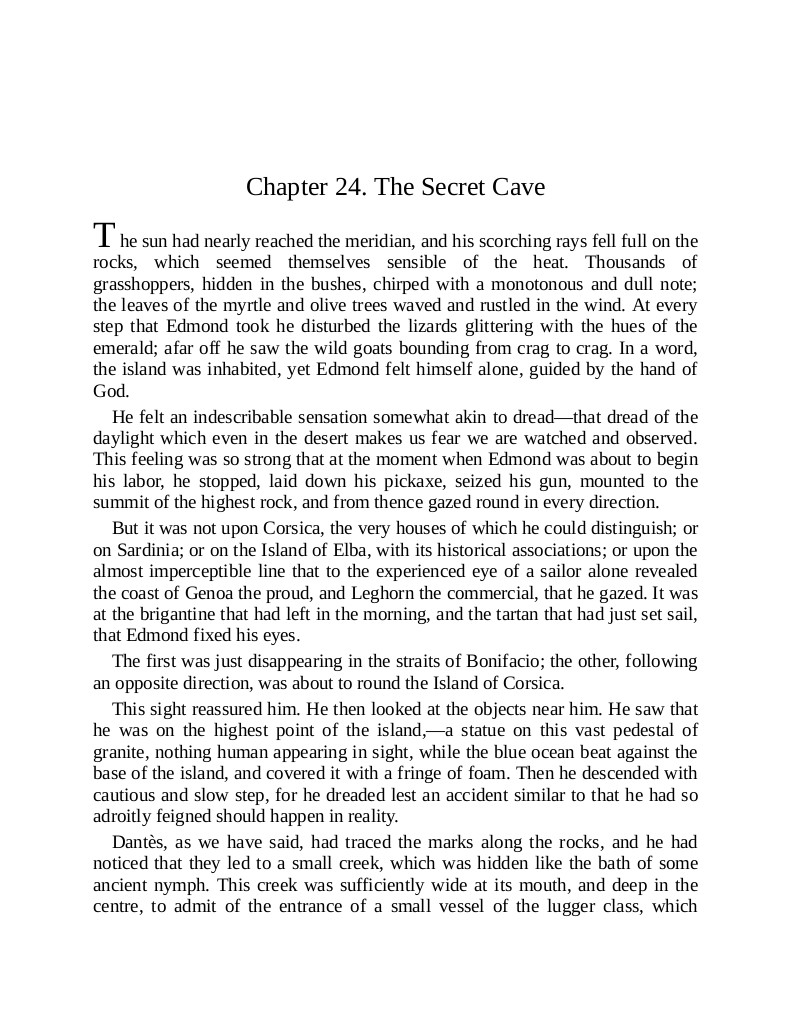 Chapter 24. The Secret Cave
The sun had nearly reached the meridian, and his scorching rays fell full on the
rocks, which seemed themselves sensible of the heat. Thousands of
grasshoppers, hidden in the bushes, chirped with a monotonous and dull note;
the leaves of the myrtle and olive trees waved and rustled in the wind. At every
step that Edmond took he disturbed the lizards glittering with the hues of the
emerald; afar off he saw the wild goats bounding from crag to crag. In a word,
the island was inhabited, yet Edmond felt himself alone, guided by the hand of
God.
He felt an indescribable sensation somewhat akin to dread—that dread of the
daylight which even in the desert makes us fear we are watched and observed.
This feeling was so strong that at the moment when Edmond was about to begin
his labor, he stopped, laid down his pickaxe, seized his gun, mounted to the
summit of the highest rock, and from thence gazed round in every direction.
But it was not upon Corsica, the very houses of which he could distinguish; or
on Sardinia; or on the Island of Elba, with its historical associations; or upon the
almost imperceptible line that to the experienced eye of a sailor alone revealed
the coast of Genoa the proud, and Leghorn the commercial, that he gazed. It was
at the brigantine that had left in the morning, and the tartan that had just set sail,
that Edmond fixed his eyes.
The first was just disappearing in the straits of Bonifacio; the other, following
an opposite direction, was about to round the Island of Corsica.
This sight reassured him. He then looked at the objects near him. He saw that
he was on the highest point of the island,—a statue on this vast pedestal of
granite, nothing human appearing in sight, while the blue ocean beat against the
base of the island, and covered it with a fringe of foam. Then he descended with
cautious and slow step, for he dreaded lest an accident similar to that he had so
adroitly feigned should happen in reality.
Dantès, as we have said, had traced the marks along the rocks, and he had
noticed that they led to a small creek, which was hidden like the bath of some
ancient nymph. This creek was sufficiently wide at its mouth, and deep in the
centre, to admit of the entrance of a small vessel of the lugger class, which